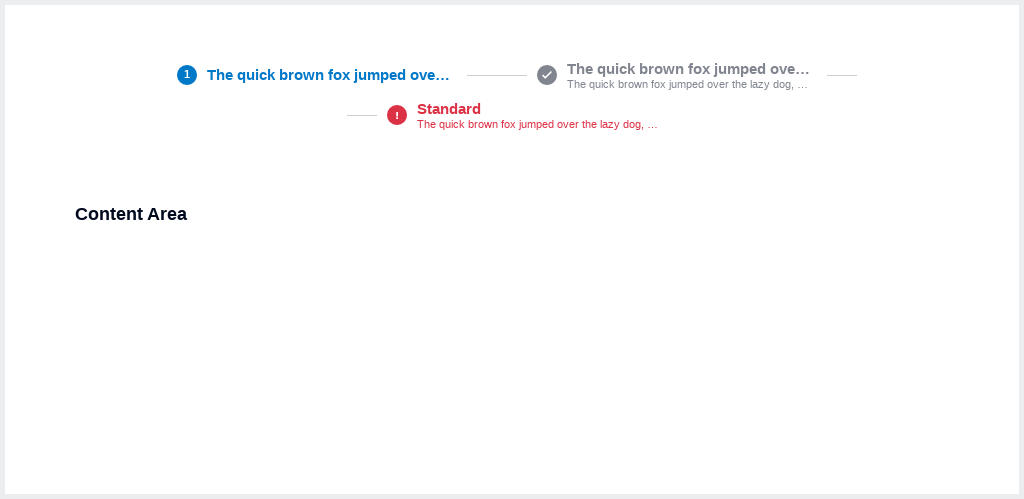 1 The quick brown fox jumped ove…
The quick brown fox jumped ove…
The quick brown fox jumped over the lazy dog, …
! Standard
The quick brown fox jumped over the lazy dog, …
Content Area